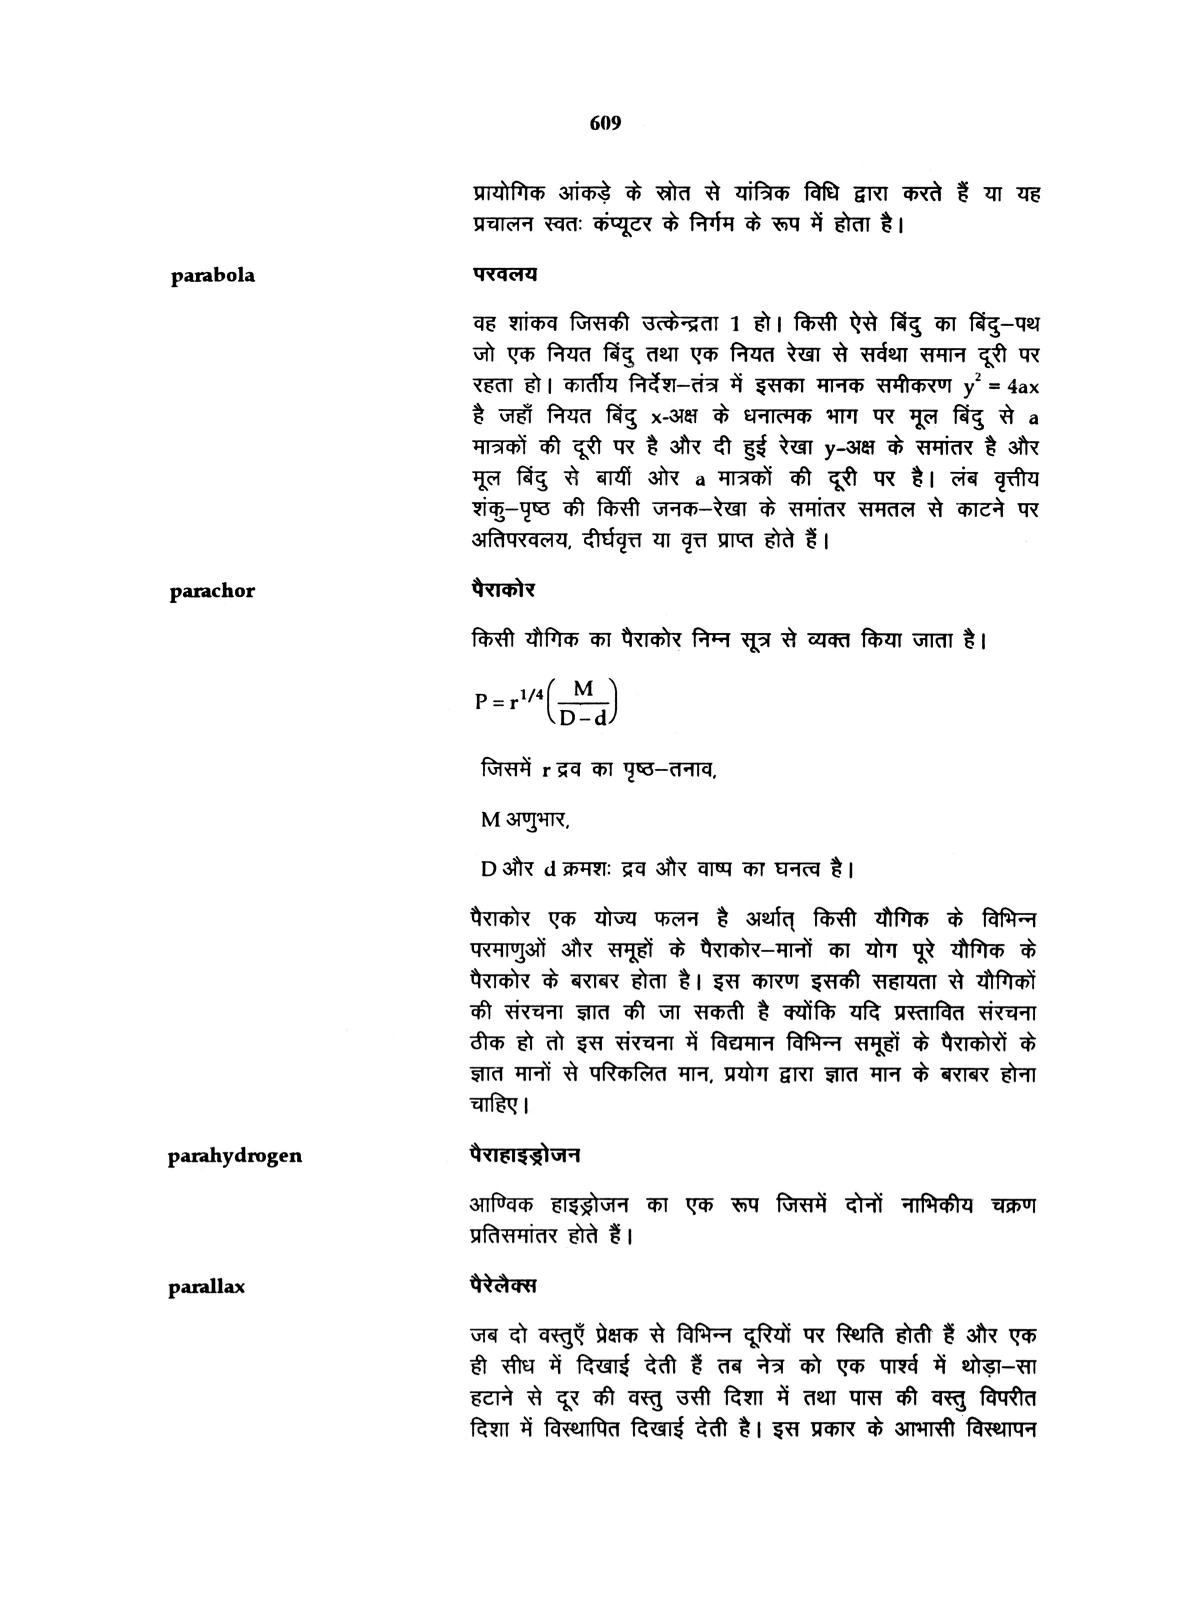 609
प्रायोगिक आंकड़े के स्रोत से यांत्रिक विधि द्वारा करते हैं या यह
प्रचालन स्वतः कंप्यूटर के निर्गम के रूप में होता है।
parabola परवलय
वह शांकव जिसकी उत्केन्द्रता 1 हो। किसी ऐसे बिंदु का बिंदु–पथ
जो एक नियत बिंदु तथा एक नियत रेखा से सर्वथा समान दूरी पर
रहता हो। कार्तीय निर्देश–तंत्र में इसका मानक समीकरण y² = 4ax
है जहाँ नियत बिंदु x-अक्ष के धनात्मक भाग पर मूल बिंदु से a
मात्रकों की दूरी पर है और दी हुई रेखा y-अक्ष के समांतर है और
मूल बिंदु से बायीं ओर a मात्रकों की दूरी पर है। लंब वृत्तीय
शंकु–पृष्ठ की किसी जनक–रेखा के समांतर समतल से काटने पर
अतिपरवलय, दीर्घवृत्त या वृत्त प्राप्त होते हैं।
parachor पैराकोर
किसी यौगिक का पैराकोर निम्न सूत्र से व्यक्त किया जाता है।
P = r^1/4 (M / D – d)
जिसमें r द्रव का पृष्ठ–तनाव,
M अणुभार,
D और d क्रमशः द्रव और वाष्प का घनत्व है।
पैराकोर एक योज्य फलन है अर्थात् किसी यौगिक के विभिन्न
परमाणुओं और समूहों के पैराकोर–मानों का योग पूरे यौगिक के
पैराकोर के बराबर होता है। इस कारण इसकी सहायता से यौगिकों
की संरचना ज्ञात की जा सकती है क्योंकि यदि प्रस्तावित संरचना
ठीक हो तो इस संरचना में विद्यमान विभिन्न समूहों के पैराकोरों के
ज्ञात मानों से परिकलित मान, प्रयोग द्वारा ज्ञात मान के बराबर होना
चाहिए।
parahydrogen पैराहाइड्रोजन
आण्विक हाइड्रोजन का एक रूप जिसमें दोनों नाभिकीय चक्रण
प्रतिसमांतर होते हैं।
parallax पैरेलैक्स
जब दो वस्तुएँ प्रेक्षक से विभिन्न दूरियों पर स्थिति होती हैं और एक
ही सीध में दिखाई देती हैं तब नेत्र को एक पार्श्व में थोड़ा–सा
हटाने से दूर की वस्तु उसी दिशा में तथा पास की वस्तु विपरीत
दिशा में विस्थापित दिखाई देती है। इस प्रकार के आभासी विस्थापन